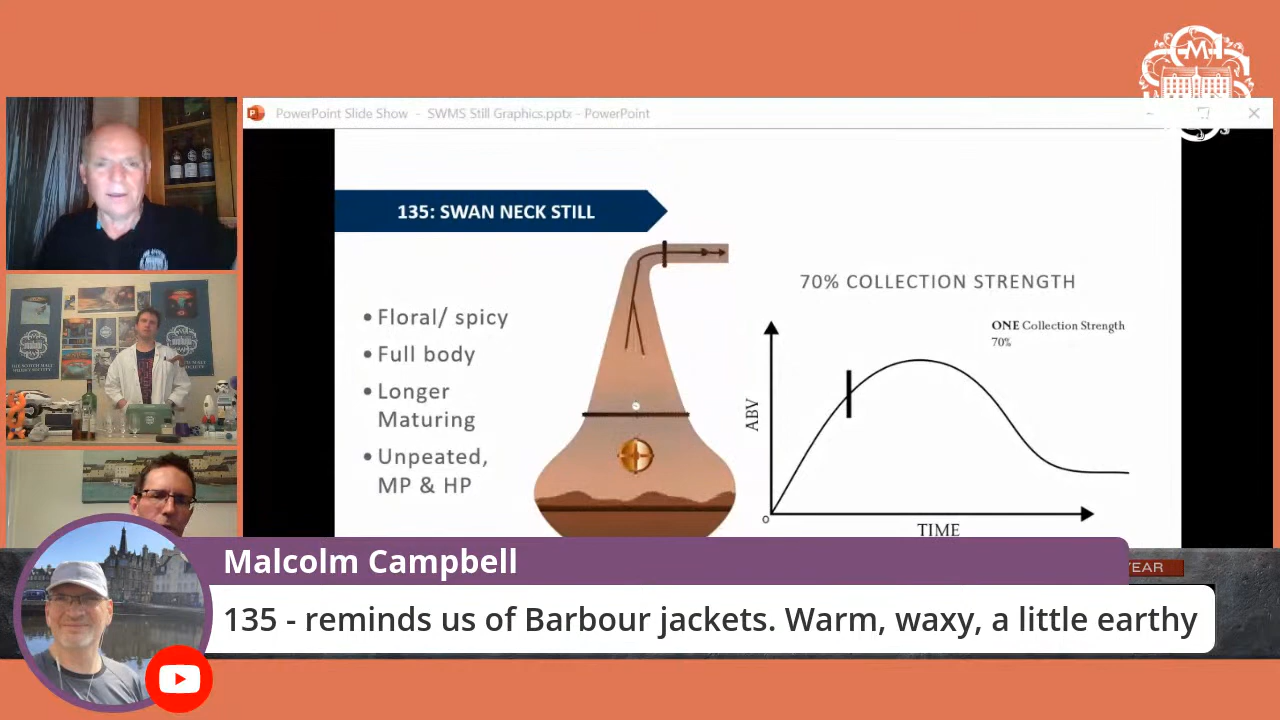 M
PowerPoint Slide Show - SWMS Still Graphics.pptx - PowerPoint
135: SWAN NECK STILL
• Floral/ spicy
• Full body
• Longer
Maturing
• Unpeated,
MP & HP
70% COLLECTION STRENGTH
ONE Collection Strength
70%
ABV
O
TIME
YEAR
Malcolm Campbell
135 - reminds us of Barbour jackets. Warm, waxy, a little earthy